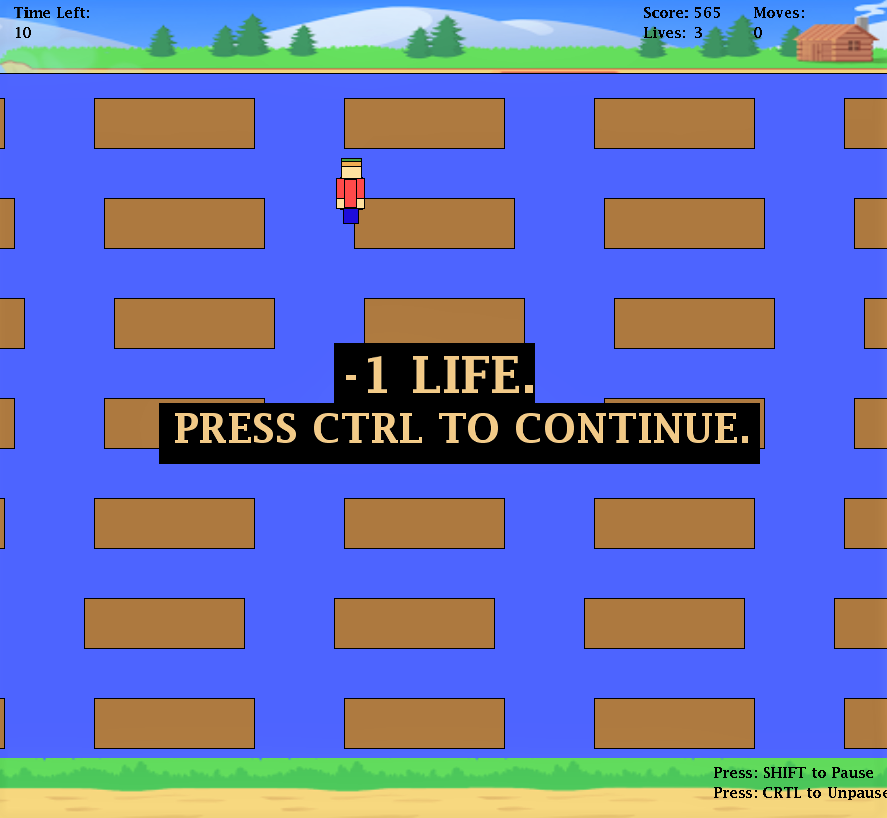 Time Left:
10
Score: 565
Lives: 3
Moves:
0
-1 LIFE.
PRESS CTRL TO CONTINUE.
Press: SHIFT to Pause
Press: CRTL to Unpause